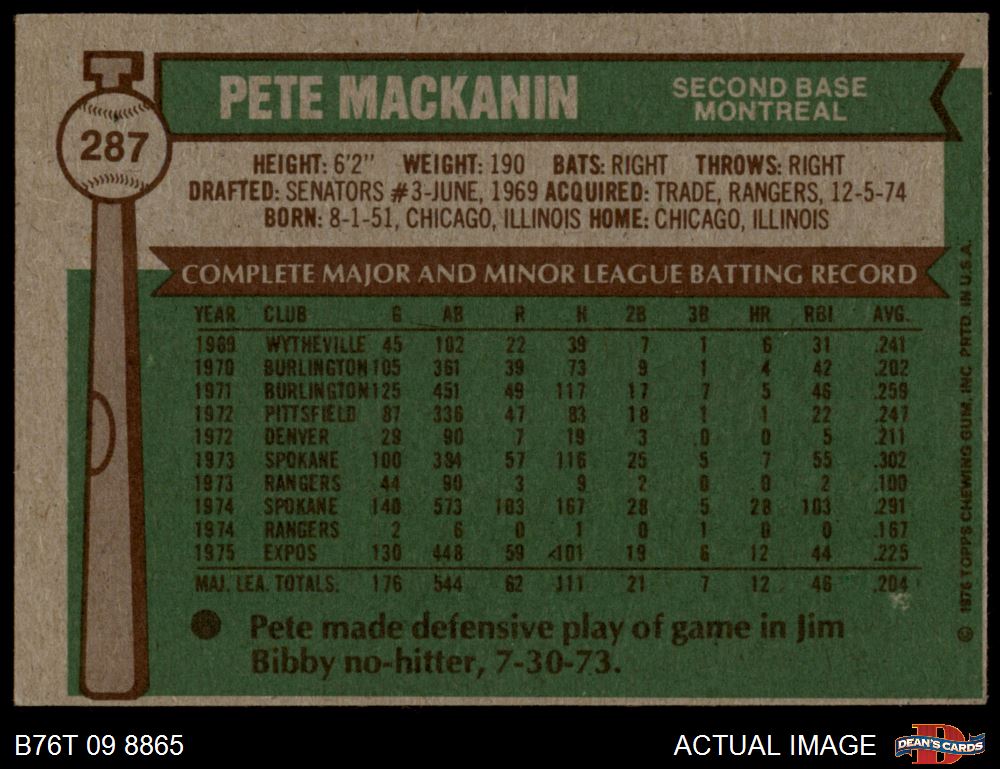 PETE MACKANIN
SECOND BASE
MONTREAL
287
HEIGHT: 6'2" WEIGHT: 190 BATS: RIGHT THROWS: RIGHT
DRAFTED: SENATORS #3-JUNE, 1969 ACQUIRED: TRADE, RANGERS, 12-5-74
BORN: 8-1-51, CHICAGO, ILLINOIS HOME: CHICAGO, ILLINOIS
COMPLETE MAJOR AND MINOR LEAGUE BATTING RECORD
YEAR CLUB G AB R H 2B 3B HR RBI AVG.
1969 WYTHEVILLE 45 162 22 39 7 1 6 31 .241
1970 BURLINGTON 105 361 39 73 9 1 4 42 .202
1971 BURLINGTON 125 451 49 117 17 7 5 46 .259
1972 PITTSFIELD 87 336 47 83 18 1 1 22 .247
1972 DENVER 29 90 7 19 3 0 0 5 .211
1973 SPOKANE 100 384 57 116 25 5 7 55 .302
1973 RANGERS 44 90 3 9 2 0 0 2 .100
1974 SPOKANE 140 573 103 167 28 5 28 103 .291
1974 RANGERS 2 6 0 1 0 1 0 0 .167
1975 EXPOS 130 448 59 101 19 6 12 44 .225
MAJ. LEA. TOTALS. 176 544 62 111 21 7 12 46 .204
Pete made defensive play of game in Jim
Bibby no-hitter, 7-30-73.
© 1976 TOPPS CHEWING GUM, INC PRTD. IN U.S.A.
B76T 09 8865
ACTUAL IMAGE
DEAN'S CARDS